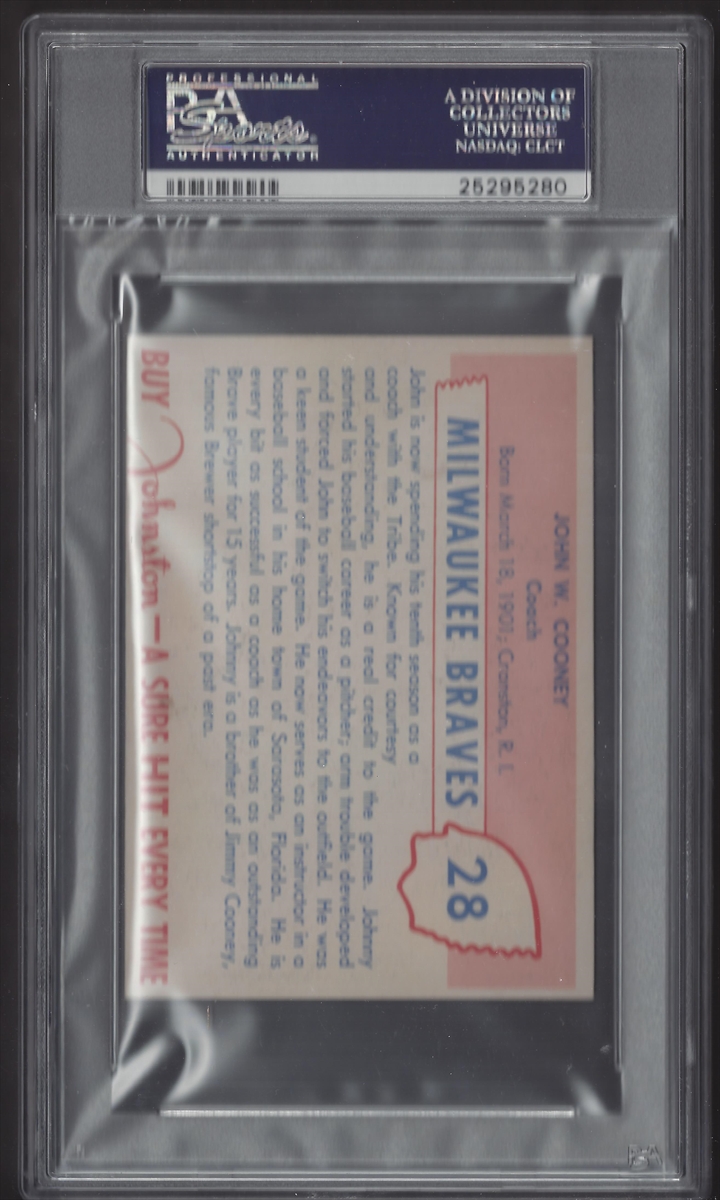 PROFESSIONAL
PSA
Sports
AUTHENTICATOR
A DIVISION OF
COLLECTORS
UNIVERSE
NASDAQ: CLCT
25295280
JOHN W. COONEY
Coach
Born March 18, 1901; Cranston, R. I.
MILWAUKEE BRAVES
28
John is now spending his tenth season as a
coach with the Tribe. Known for courtesy
and understanding, he is a real credit to the game. Johnny
started his baseball career as a pitcher; arm trouble developed
and forced John to switch his endeavors to the outfield. He was
a keen student of the game. He now serves as an instructor in a
baseball school in his home town of Sarasota, Florida. He is
every bit as successful as a coach as he was as an outstanding
Brave player for 15 years. Johnny is a brother of Jimmy Cooney,
famous Brewer shortstop of a past era.
BUY Johnston — A SURE HIT EVERY TIME
PSA